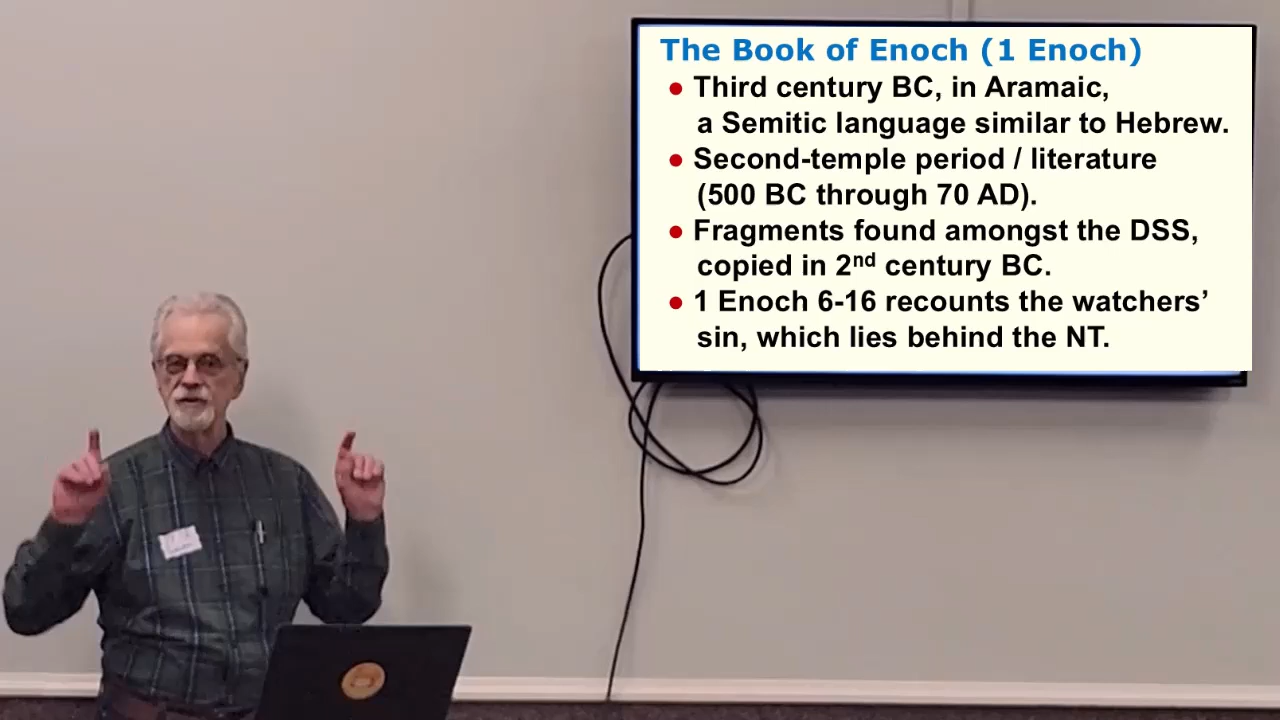 The Book of Enoch (1 Enoch)
● Third century BC, in Aramaic,
a Semitic language similar to Hebrew.
● Second-temple period / literature
(500 BC through 70 AD).
● Fragments found amongst the DSS,
copied in 2nd century BC.
● 1 Enoch 6-16 recounts the watchers’
sin, which lies behind the NT.